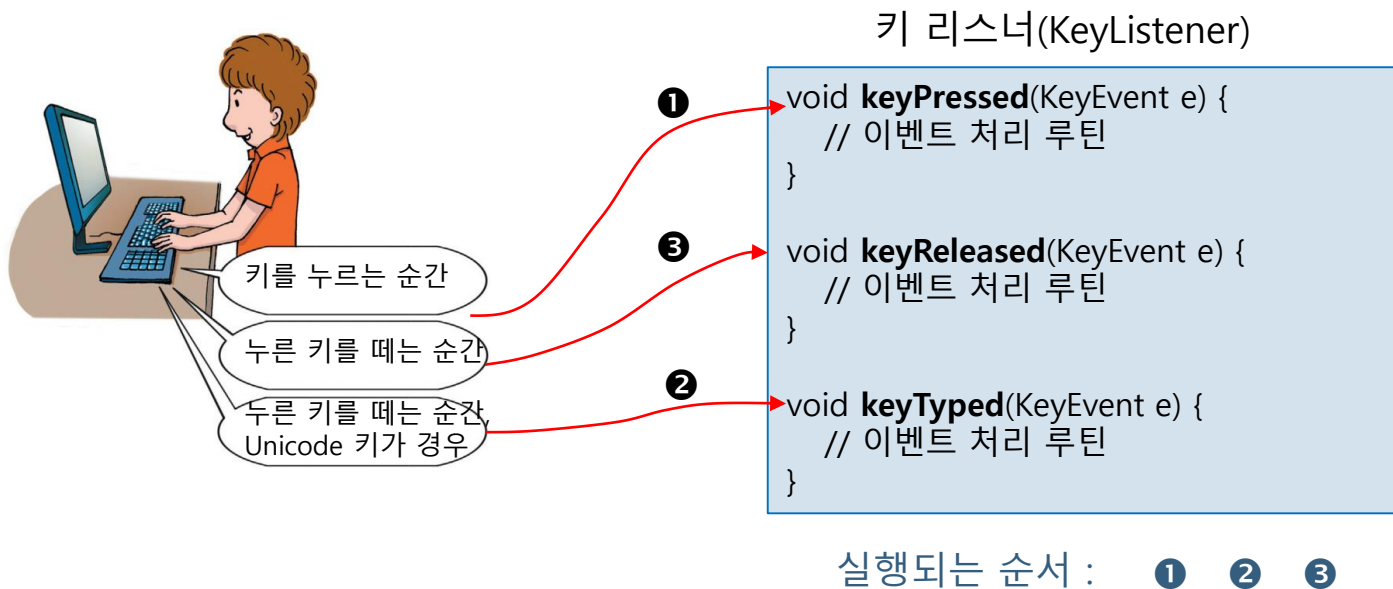 키 리스너(KeyListener)
❶
void keyPressed(KeyEvent e) {
// 이벤트 처리 루틴
}
❸
void keyReleased(KeyEvent e) {
// 이벤트 처리 루틴
}
❷
void keyTyped(KeyEvent e) {
// 이벤트 처리 루틴
}
키를 누르는 순간
누른 키를 떼는 순간
누른 키를 떼는 순간,
Unicode 키가 경우
실행되는 순서 : ❶ ❷ ❸